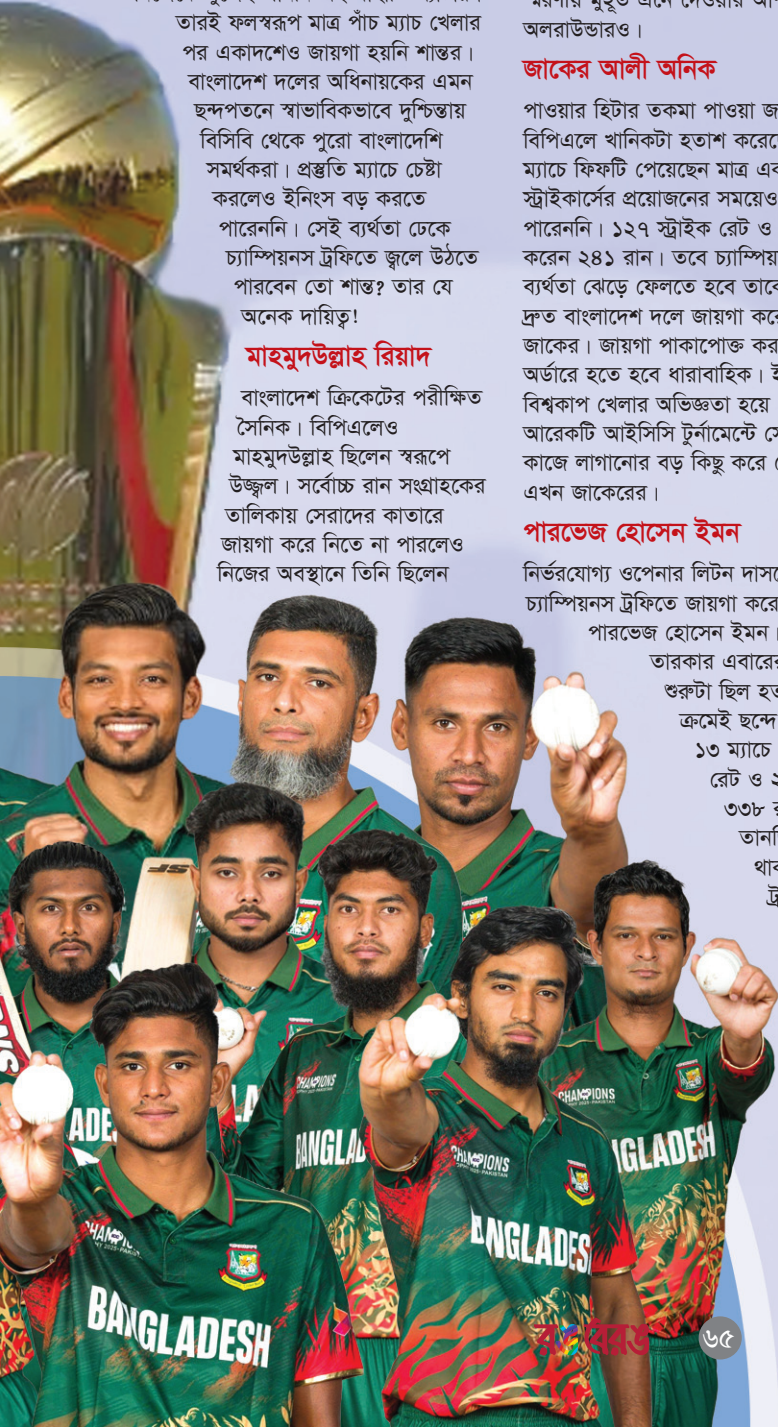 তারই ফলস্বরূপ মাত্র পাঁচ ম্যাচ খেলার
পর একাদশেও জায়গা হয়নি শান্তর।
বাংলাদেশ দলের অধিনায়কের এমন
ছন্দপতনে স্বাভাবিকভাবে দুশ্চিন্তায়
বিসিবি থেকে পুরো বাংলাদেশি
সমর্থকরা। প্রস্তুতি ম্যাচে চেষ্টা
করলেও ইনিংস বড় করতে
পারেননি। সেই ব্যর্থতা ঢেকে
চ্যাম্পিয়নস ট্রফিতে জ্বলে উঠতে
পারবেন তো শান্ত? তার যে
অনেক দায়িত্ব!
মাহমুদউল্লাহ রিয়াদ
বাংলাদেশ ক্রিকেটের পরীক্ষিত
সৈনিক। বিপিএলেও
মাহমুদউল্লাহ ছিলেন স্বরূপে
উজ্জ্বল। সর্বোচ্চ রান সংগ্রাহকের
তালিকায় সেরাদের কাতারে
জায়গা করে নিতে না পারলেও
নিজের অবস্থানে তিনি ছিলেন
অলরাউন্ডারও।
জাকের আলী অনিক
পাওয়ার হিটার তকমা পাওয়া
বিপিএলে খানিকটা হতাশ
ম্যাচে ফিফটি পেয়েছেন মাত্র
স্ট্রাইকার্সের প্রয়োজনের সময়েও
পারেননি। ১২৭ স্ট্রাইক রেট ও
করেন ২৪১ রান। তবে
ব্যর্থতা ঝেড়ে ফেলতে হবে
দ্রুত বাংলাদেশ দলে জায়গা
জাকের। জায়গা পাকাপোক্ত
অর্ডারে হতে হবে ধারাবাহিক।
বিশ্বকাপ খেলার অভিজ্ঞতা হয়ে
আরেকটি আইসিসি টুর্নামেন্টে
কাজে লাগানোর বড় কিছু করে
এখন জাকেরের।
পারভেজ হোসেন ইমন
নির্ভরযোগ্য ওপেনার লিটন
চ্যাম্পিয়নস ট্রফিতে জায়গা
পারভেজ হোসেন ইমন।
তারকার এবারের
শুরুটা ছিল
ক্রমেই ছন্দে
১৩ ম্যাচে
রেট ও
৩৩৮
SF
CHAMPIONS
BANGLADESH
CHAMPIONS
BANGLADESH
৬৫